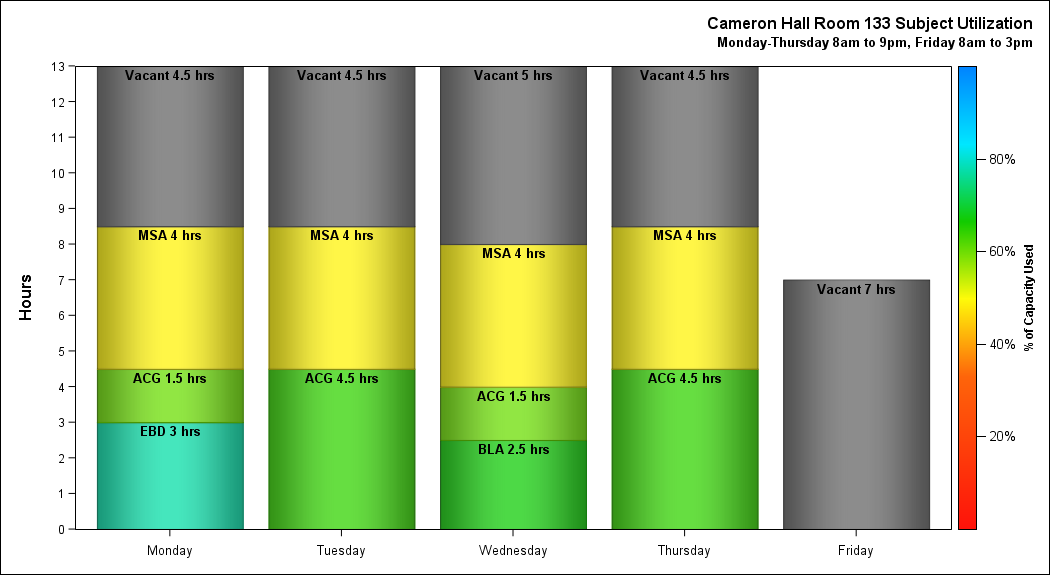 Cameron Hall Room 133 Subject Utilization
Monday-Thursday 8am to 9pm, Friday 8am to 3pm
Hours
13
12
11
10
9
8
7
6
5
4
3
2
1
0
Vacant 4.5 hrs
MSA 4 hrs
ACG 1.5 hrs
EBD 3 hrs
Monday
Vacant 4.5 hrs
MSA 4 hrs
ACG 4.5 hrs
Tuesday
Vacant 5 hrs
MSA 4 hrs
ACG 1.5 hrs
BLA 2.5 hrs
Wednesday
Vacant 4.5 hrs
MSA 4 hrs
ACG 4.5 hrs
Thursday
Vacant 7 hrs
Friday
80%
60%
40%
20%
% of Capacity Used